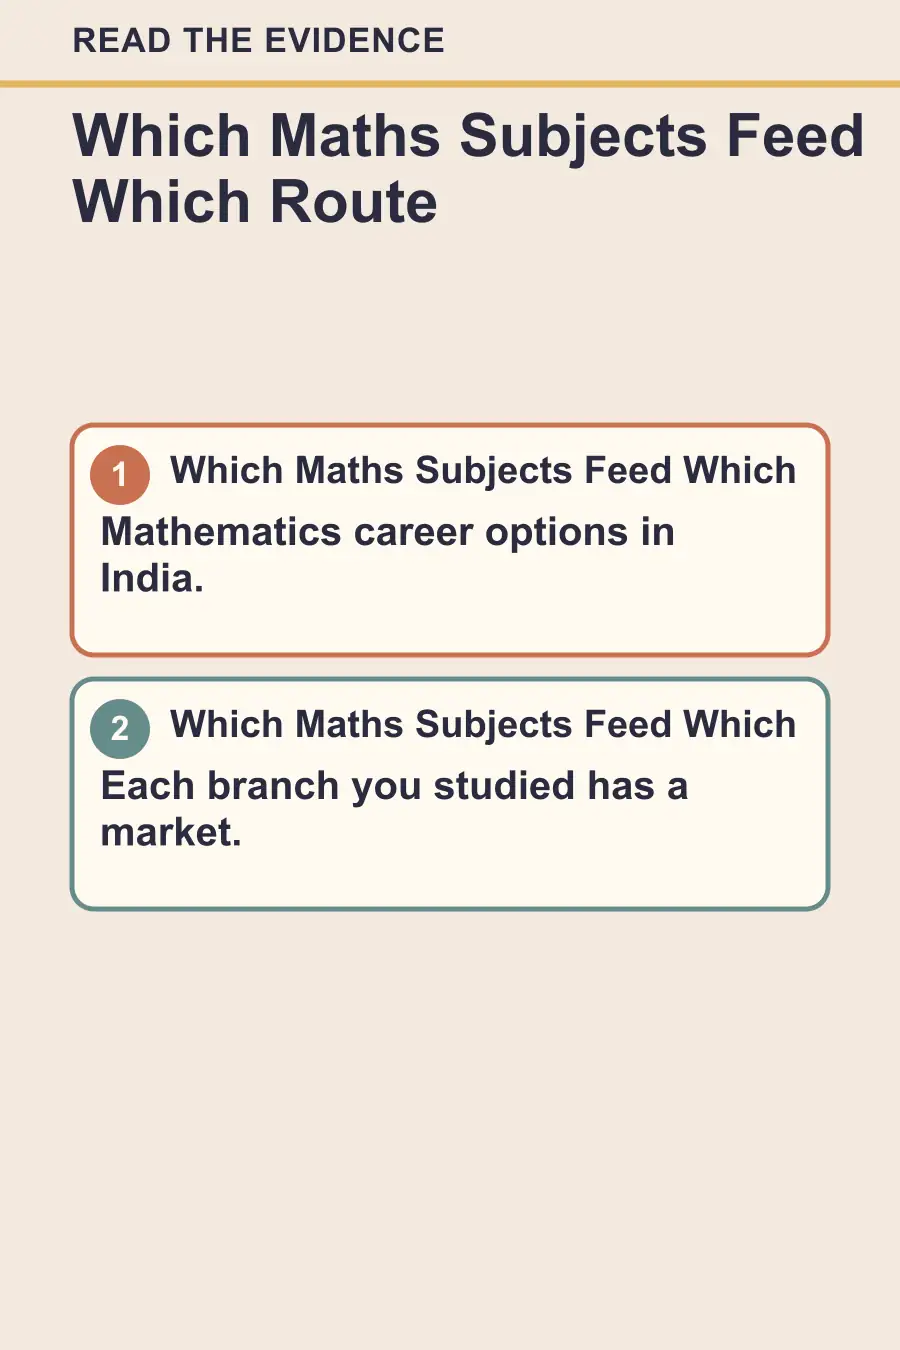 READ THE EVIDENCE
Which Maths Subjects Feed
Which Route
1 Which Maths Subjects Feed Which
Mathematics career options in
India.
2 Which Maths Subjects Feed Which
Each branch you studied has a
market.